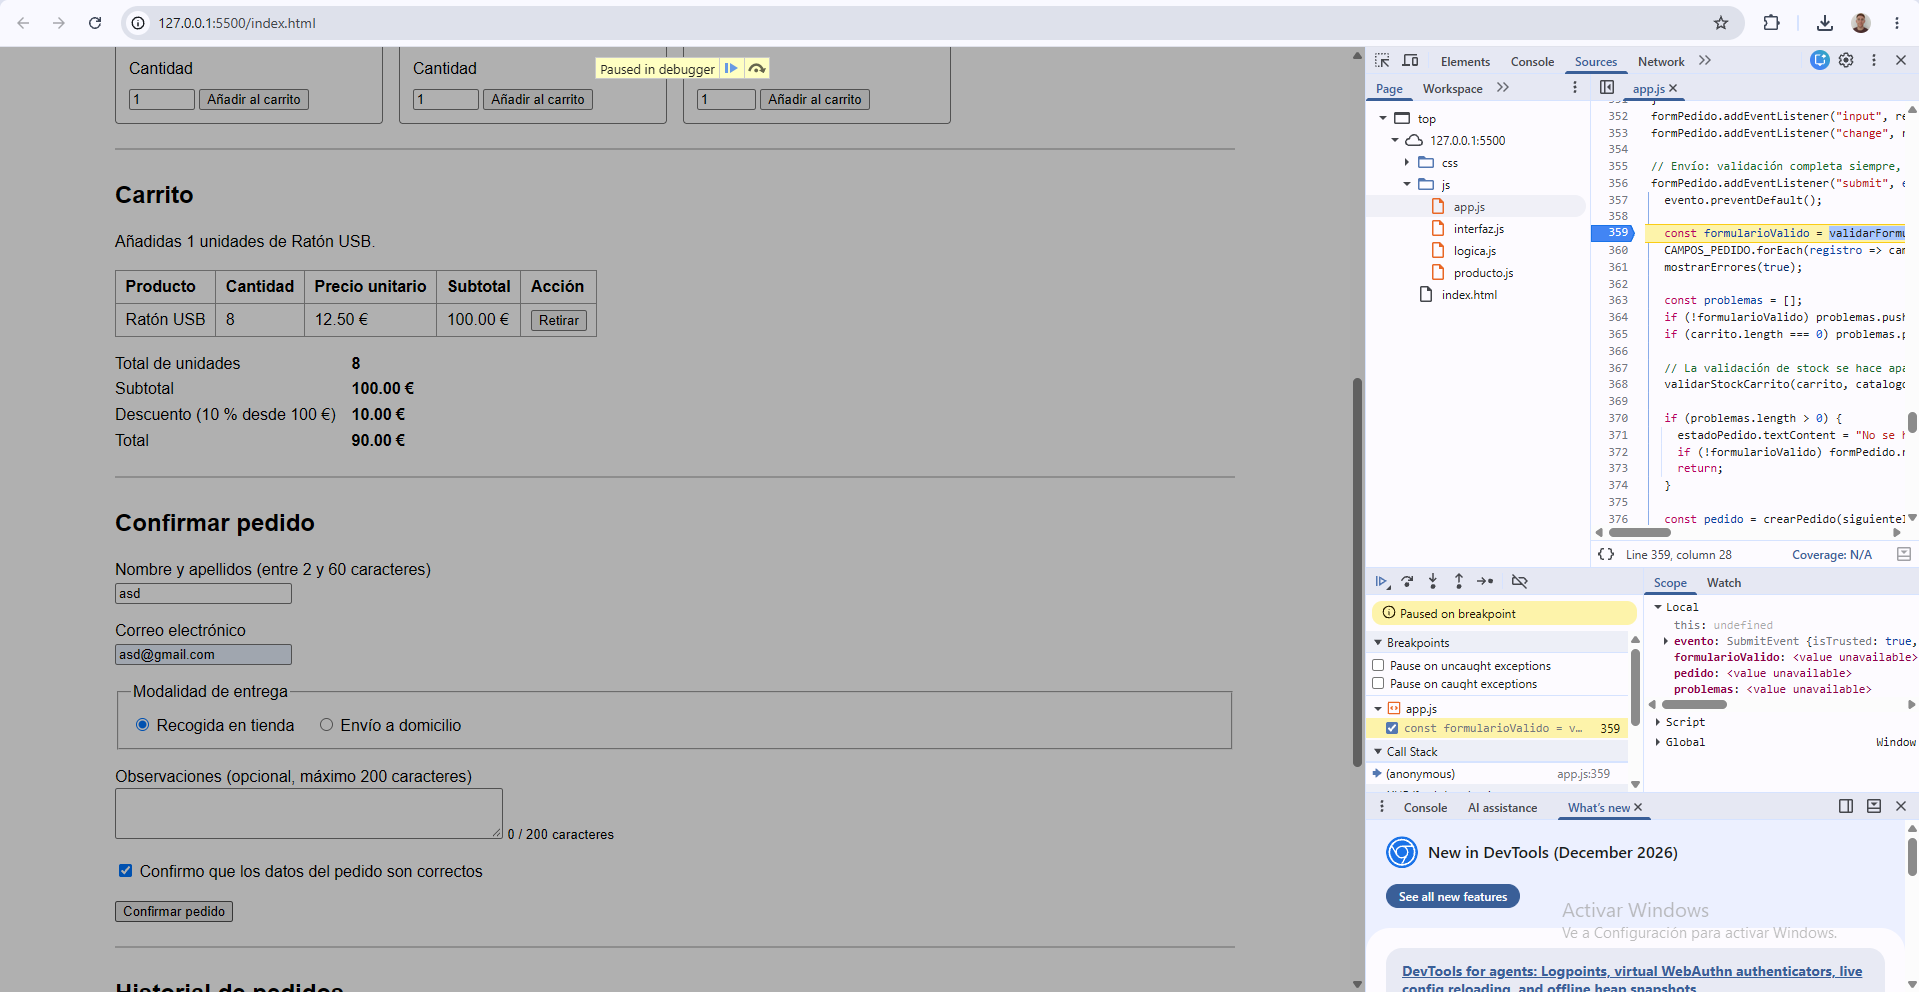 127.0.0.1:5500/index.html
Cantidad
1
Añadir al carrito
Cantidad
1
Añadir al carrito
1
Añadir al carrito
Paused in debugger
Carrito
Añadidas 1 unidades de Ratón USB.
Producto Cantidad Precio unitario Subtotal Acción
Ratón USB 8 12.50 € 100.00 € Retirar
Total de unidades 8
Subtotal 100.00 €
Descuento (10 % desde 100 €) 10.00 €
Total 90.00 €
Confirmar pedido
Nombre y apellidos (entre 2 y 60 caracteres)
asd
Correo electrónico
asd@gmail.com
Modalidad de entrega
Recogida en tienda Envío a domicilio
Observaciones (opcional, máximo 200 caracteres)
0 / 200 caracteres
Confirmo que los datos del pedido son correctos
Confirmar pedido
Historial de pedidos
Elements Console Sources Network
Page Workspace
top
127.0.0.1:5500
css
js
app.js
interfaz.js
logica.js
producto.js
index.html
app.js
352 formPedido.addEventListener("input", re
353 formPedido.addEventListener("change",
354
355 // Envío: validación completa siempre,
356 formPedido.addEventListener("submit", e
357 evento.preventDefault();
358
359 const formularioValido = validarFormu
360 CAMPOS_PEDIDO.forEach(registro => cam
361 mostrarErrores(true);
362
363 const problemas = [];
364 if (!formularioValido) problemas.push
365 if (carrito.length === 0) problemas.p
366
367 // La validación de stock se hace apa
368 validarStockCarrito(carrito, catalogo
369
370 if (problemas.length > 0) {
371 estadoPedido.textContent = "No se h
372 if (!formularioValido) formPedido.r
373 return;
374 }
375
376 const pedido = crearPedido(siguienteI
{} Line 359, column 28 Coverage: N/A
Paused on breakpoint
Breakpoints
Pause on uncaught exceptions
Pause on caught exceptions
app.js
const formularioValido = v… 359
Call Stack
(anonymous) app.js:359
Scope Watch
Local
this: undefined
evento: SubmitEvent {isTrusted: true,
formularioValido: <value unavailable>
pedido: <value unavailable>
problemas: <value unavailable>
Script
Global Window
Console AI assistance What's new
New in DevTools (December 2026)
See all new features
Activar Windows
Ve a Configuración para activar Windows.
DevTools for agents: Logpoints, virtual WebAuthn authenticators, live
config reloading, and offline heap snapshots